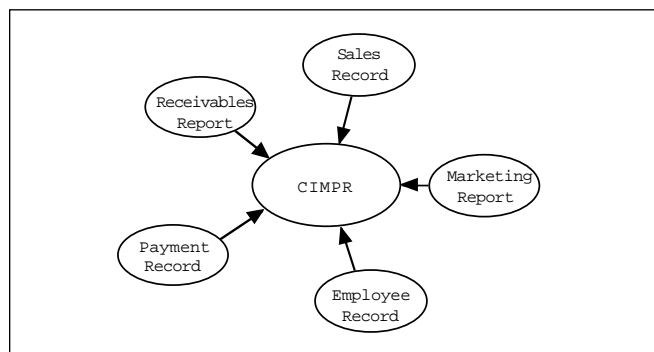 Sales
Record
Receivables
Report
CIMPR
Marketing
Report
Payment
Record
Employee
Record